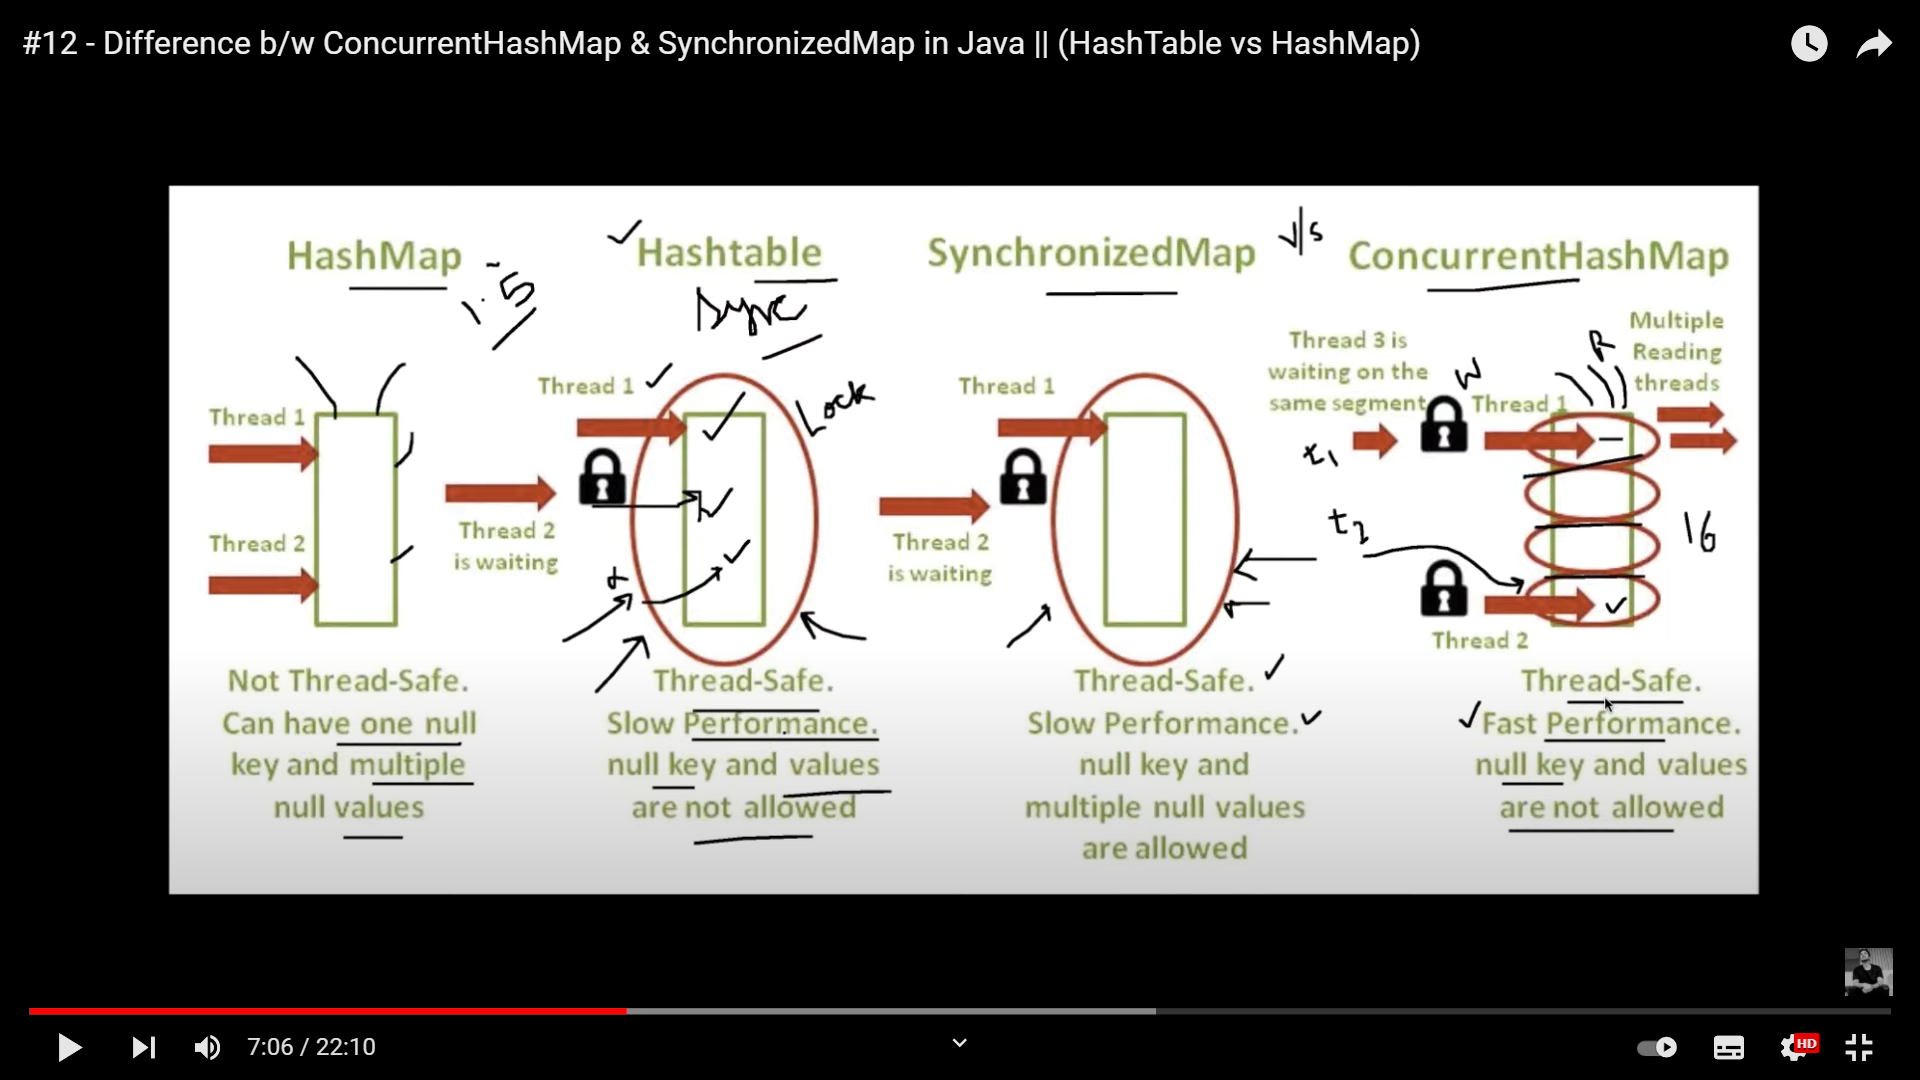 #12 - Difference b/w ConcurrentHashMap & SynchronizedMap in Java || (HashTable vs HashMap)
HashMap
1.5
Thread 1
Thread 2
Not Thread-Safe.
Can have one null
key and multiple
null values
Hashtable
Sync
Thread 1
Lock
Thread 2
is waiting
Thread-Safe.
Slow Performance.
null key and values
are not allowed
SynchronizedMap
Thread 1
Thread 2
is waiting
Thread-Safe.
Slow Performance.
null key and
multiple null values
are allowed
v/s
ConcurrentHashMap
Thread 3 is
waiting on the
same segment
W
Thread 1
R
Multiple
Reading
threads
t1
t2
16
Thread 2
Thread-Safe.
Fast Performance.
null key and values
are not allowed
7:06 / 22:10
HD